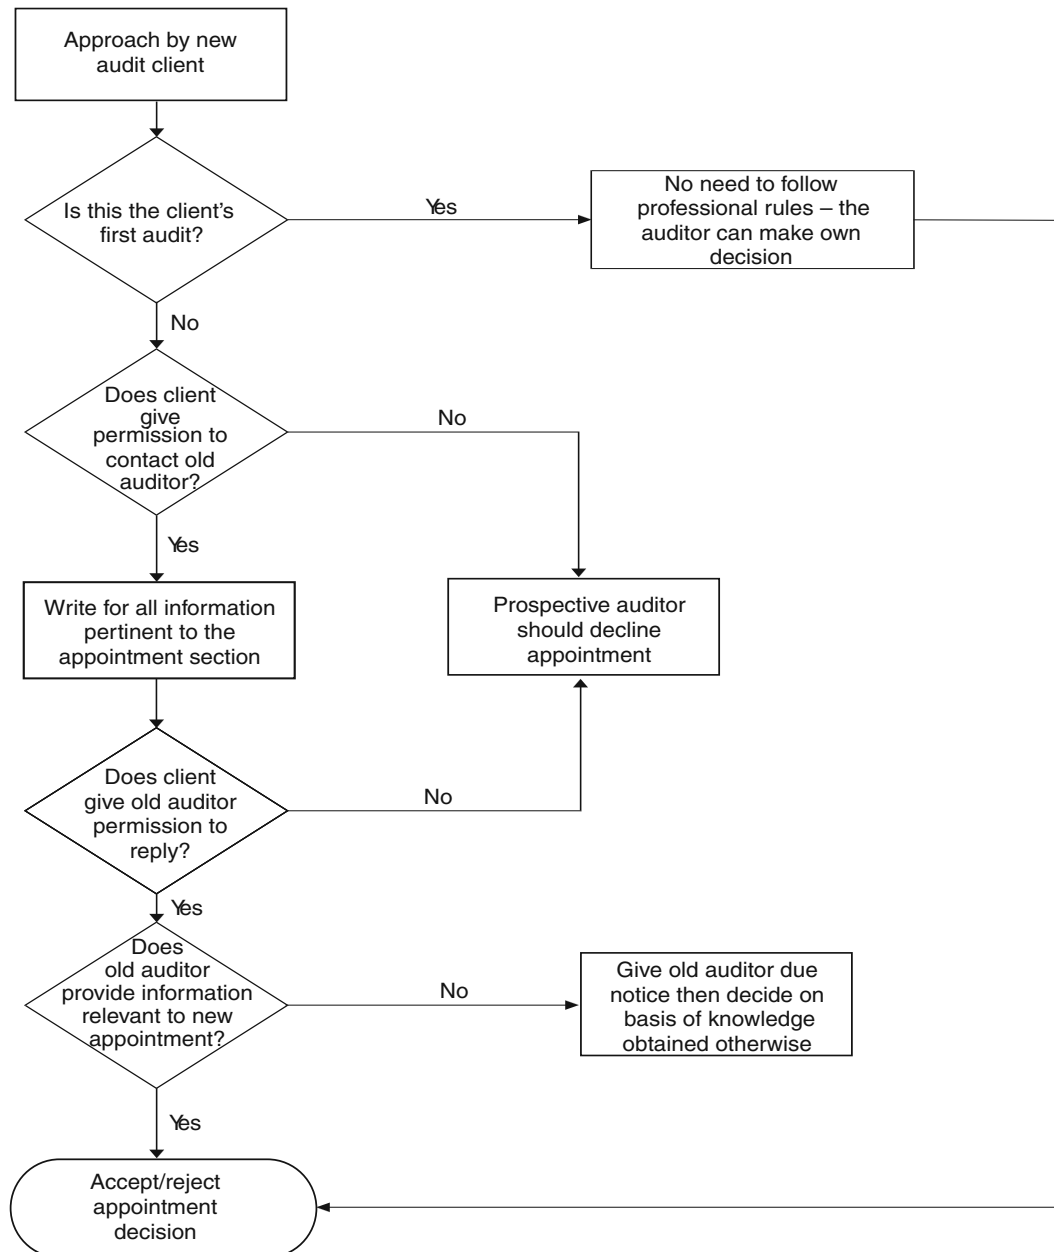 Approach by new
audit client
Is this the client's
first audit?
Yes
No need to follow
professional rules – the
auditor can make own
decision
No
Does client
give
permission to
contact old
auditor?
No
Yes
Write for all information
pertinent to the
appointment section
Prospective auditor
should decline
appointment
Does client
give old auditor
permission to
reply?
No
Yes
Does
old auditor
provide information
relevant to new
appointment?
No
Give old auditor due
notice then decide on
basis of knowledge
obtained otherwise
Yes
Accept/reject
appointment
decision